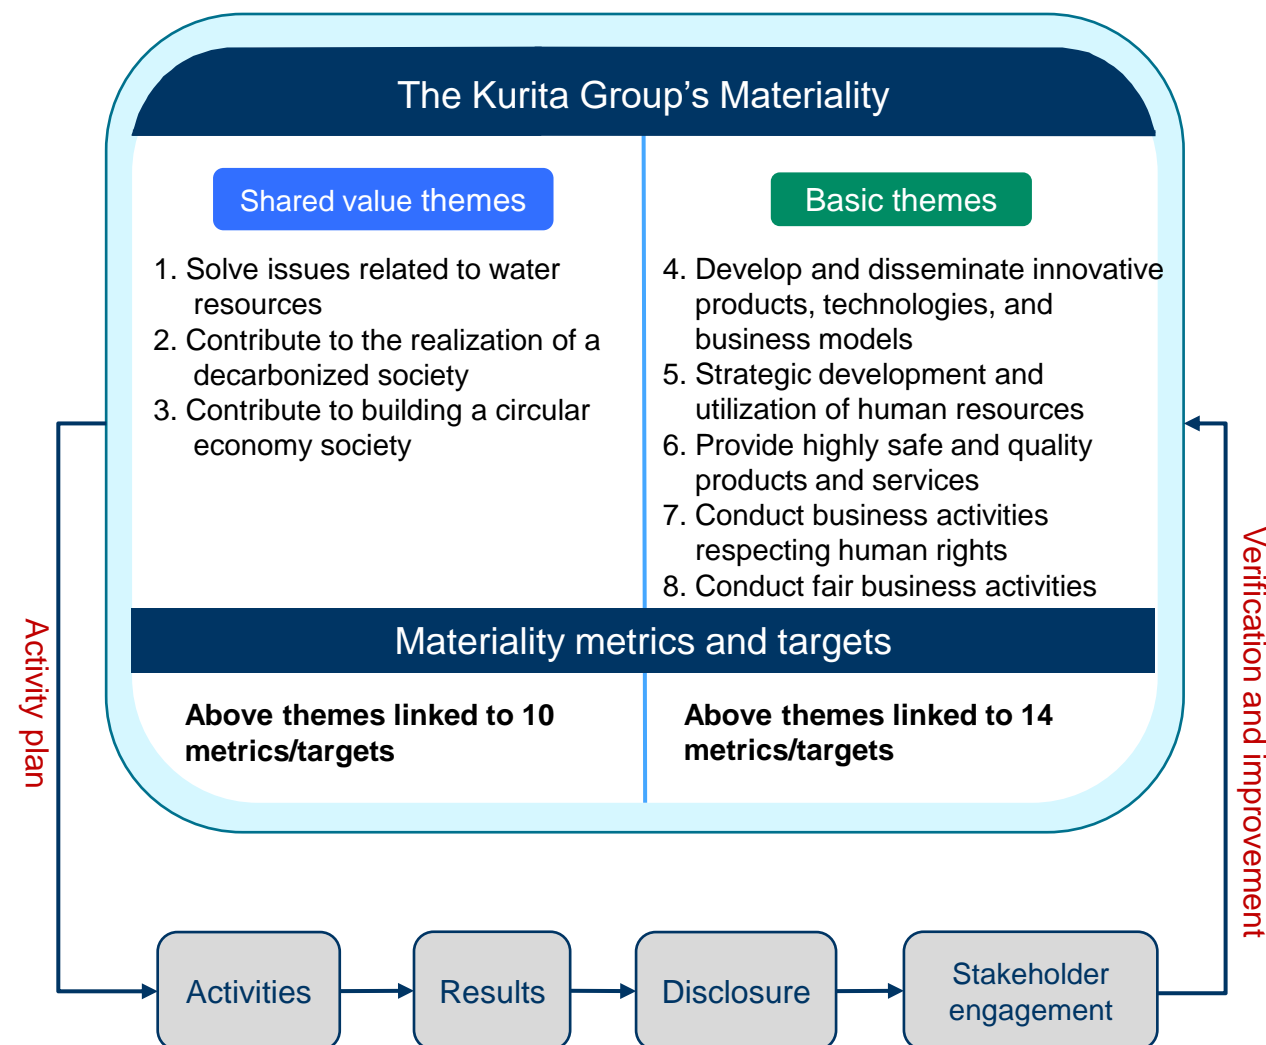 The Kurita Group’s Materiality
Shared value themes
1. Solve issues related to water
resources
2. Contribute to the realization of a
decarbonized society
3. Contribute to building a circular
economy society
Basic themes
4. Develop and disseminate innovative
products, technologies, and
business models
5. Strategic development and
utilization of human resources
6. Provide highly safe and quality
products and services
7. Conduct business activities
respecting human rights
8. Conduct fair business activities
Materiality metrics and targets
Above themes linked to 10
metrics/targets
Above themes linked to 14
metrics/targets
Activity plan
Verification and improvement
Activities
Results
Disclosure
Stakeholder
engagement